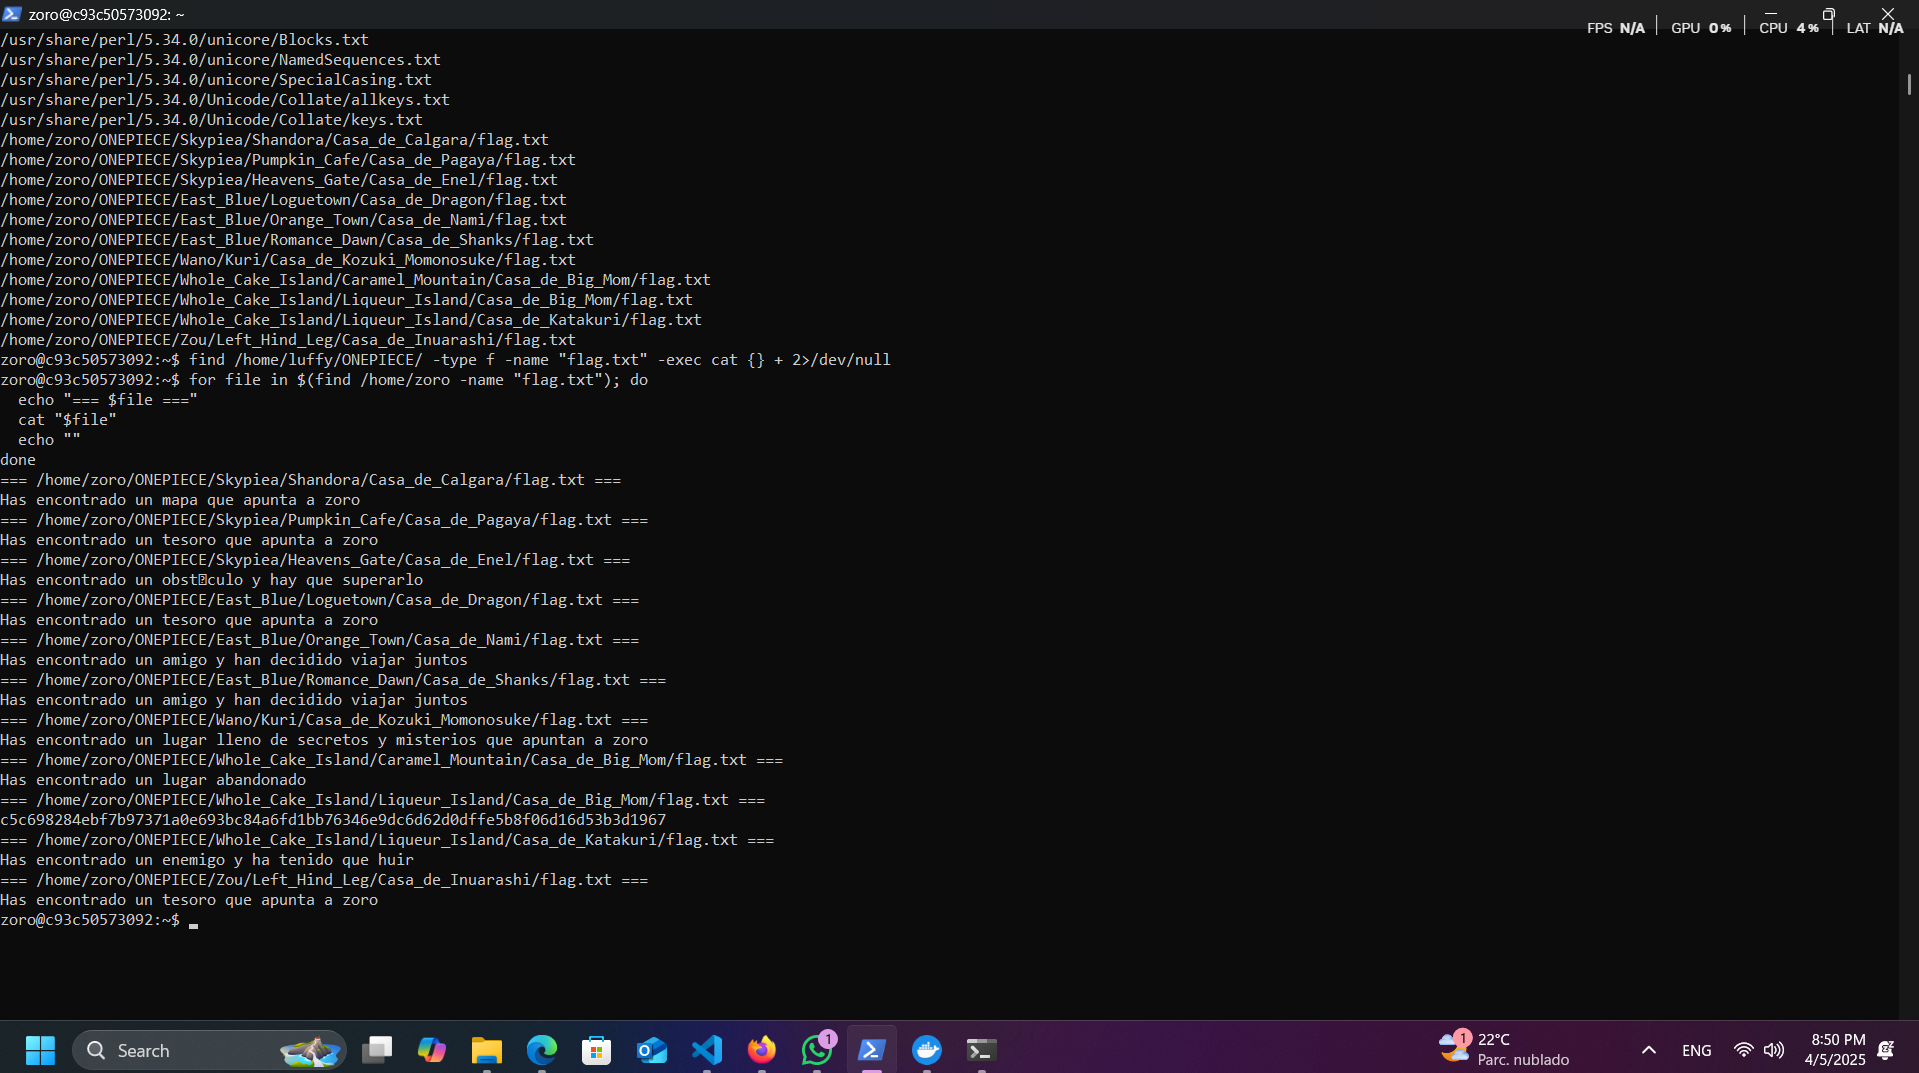 zoro@c93c50573092: ~
FPS N/A | GPU 0% | CPU 4% | LAT N/A
/usr/share/perl/5.34.0/unicore/Blocks.txt
/usr/share/perl/5.34.0/unicore/NamedSequences.txt
/usr/share/perl/5.34.0/unicore/SpecialCasing.txt
/usr/share/perl/5.34.0/Unicode/Collate/allkeys.txt
/usr/share/perl/5.34.0/Unicode/Collate/keys.txt
/home/zoro/ONEPIECE/Skypiea/Shandora/Casa_de_Calgara/flag.txt
/home/zoro/ONEPIECE/Skypiea/Pumpkin_Cafe/Casa_de_Pagaya/flag.txt
/home/zoro/ONEPIECE/Skypiea/Heavens_Gate/Casa_de_Enel/flag.txt
/home/zoro/ONEPIECE/East_Blue/Loguetown/Casa_de_Dragon/flag.txt
/home/zoro/ONEPIECE/East_Blue/Orange_Town/Casa_de_Nami/flag.txt
/home/zoro/ONEPIECE/East_Blue/Romance_Dawn/Casa_de_Shanks/flag.txt
/home/zoro/ONEPIECE/Wano/Kuri/Casa_de_Kozuki_Momonosuke/flag.txt
/home/zoro/ONEPIECE/Whole_Cake_Island/Caramel_Mountain/Casa_de_Big_Mom/flag.txt
/home/zoro/ONEPIECE/Whole_Cake_Island/Liqueur_Island/Casa_de_Big_Mom/flag.txt
/home/zoro/ONEPIECE/Whole_Cake_Island/Liqueur_Island/Casa_de_Katakuri/flag.txt
/home/zoro/ONEPIECE/Zou/Left_Hind_Leg/Casa_de_Inuarashi/flag.txt
zoro@c93c50573092:~$ find /home/luffy/ONEPIECE/ -type f -name "flag.txt" -exec cat {} + 2>/dev/null
zoro@c93c50573092:~$ for file in $(find /home/zoro -name "flag.txt"); do
  echo "=== $file ==="
  cat "$file"
  echo ""
done
=== /home/zoro/ONEPIECE/Skypiea/Shandora/Casa_de_Calgara/flag.txt ===
Has encontrado un mapa que apunta a zoro
=== /home/zoro/ONEPIECE/Skypiea/Pumpkin_Cafe/Casa_de_Pagaya/flag.txt ===
Has encontrado un tesoro que apunta a zoro
=== /home/zoro/ONEPIECE/Skypiea/Heavens_Gate/Casa_de_Enel/flag.txt ===
Has encontrado un obst�culo y hay que superarlo
=== /home/zoro/ONEPIECE/East_Blue/Loguetown/Casa_de_Dragon/flag.txt ===
Has encontrado un tesoro que apunta a zoro
=== /home/zoro/ONEPIECE/East_Blue/Orange_Town/Casa_de_Nami/flag.txt ===
Has encontrado un amigo y han decidido viajar juntos
=== /home/zoro/ONEPIECE/East_Blue/Romance_Dawn/Casa_de_Shanks/flag.txt ===
Has encontrado un amigo y han decidido viajar juntos
=== /home/zoro/ONEPIECE/Wano/Kuri/Casa_de_Kozuki_Momonosuke/flag.txt ===
Has encontrado un lugar lleno de secretos y misterios que apuntan a zoro
=== /home/zoro/ONEPIECE/Whole_Cake_Island/Caramel_Mountain/Casa_de_Big_Mom/flag.txt ===
Has encontrado un lugar abandonado
=== /home/zoro/ONEPIECE/Whole_Cake_Island/Liqueur_Island/Casa_de_Big_Mom/flag.txt ===
c5c698284ebf7b97371a0e693bc84a6fd1bb76346e9dc6d62d0dffe5b8f06d16d53b3d1967
=== /home/zoro/ONEPIECE/Whole_Cake_Island/Liqueur_Island/Casa_de_Katakuri/flag.txt ===
Has encontrado un enemigo y ha tenido que huir
=== /home/zoro/ONEPIECE/Zou/Left_Hind_Leg/Casa_de_Inuarashi/flag.txt ===
Has encontrado un tesoro que apunta a zoro
zoro@c93c50573092:~$
Search
1
1
22°C
Parc. nublado
ENG
8:50 PM
4/5/2025